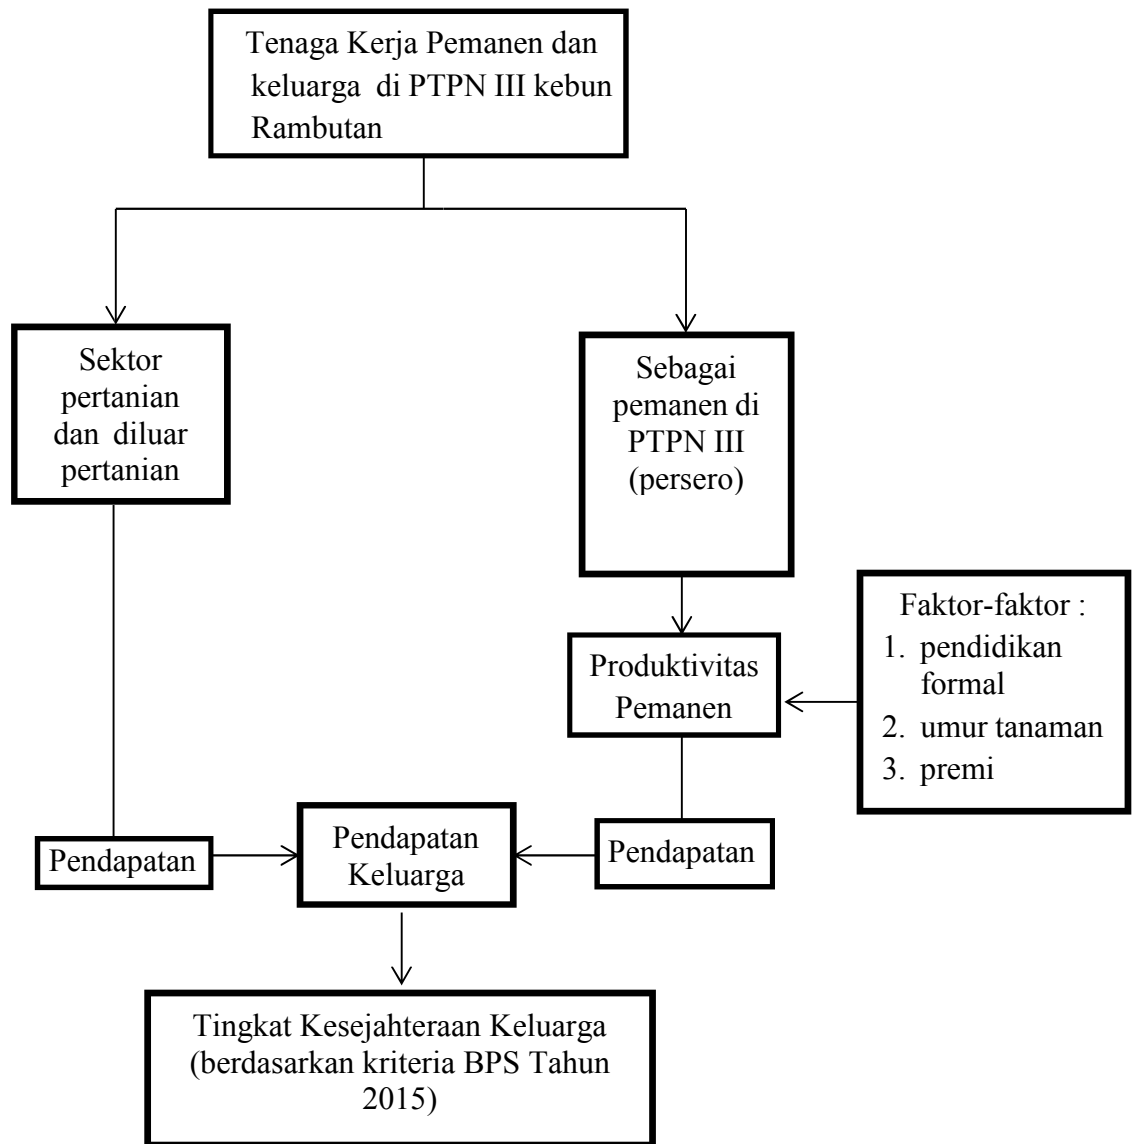 Tenaga Kerja Pemanen dan
keluarga di PTPN III kebun
Rambutan
Sektor
pertanian
dan diluar
pertanian
Sebagai
pemanen di
PTPN III
(persero)
Faktor-faktor :
1. pendidikan
formal
2. umur tanaman
3. premi
Produktivitas
Pemanen
Pendapatan
Pendapatan
Keluarga
Pendapatan
Tingkat Kesejahteraan Keluarga
(berdasarkan kriteria BPS Tahun
2015)